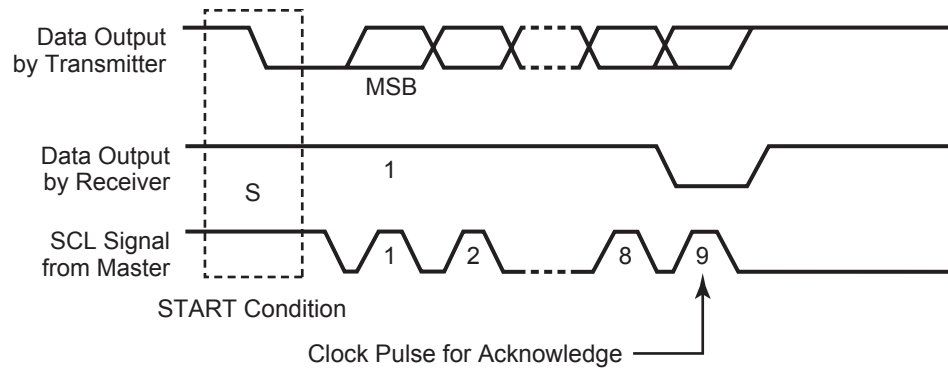 Data Output
by Transmitter
MSB
Data Output
by Receiver
1
S
SCL Signal
from Master
1
2
8
9
START Condition
Clock Pulse for Acknowledge